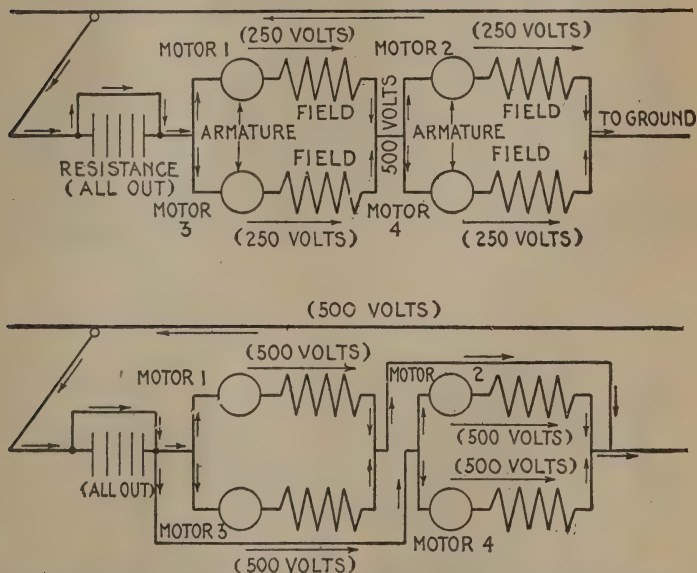 (250 VOLTS)
(250 VOLTS)
MOTOR 1
MOTOR 2
FIELD
FIELD
ARMATURE
500 VOLTS
ARMATURE
TO GROUND
RESISTANCE
(ALL OUT)
FIELD
FIELD
MOTOR
3
MOTOR
4
(250 VOLTS)
(250 VOLTS)
(500 VOLTS)
(500 VOLTS)
MOTOR 1
MOTOR 2
(500 VOLTS)
(500 VOLTS)
(ALL OUT)
MOTOR 3
MOTOR 4
(500 VOLTS)